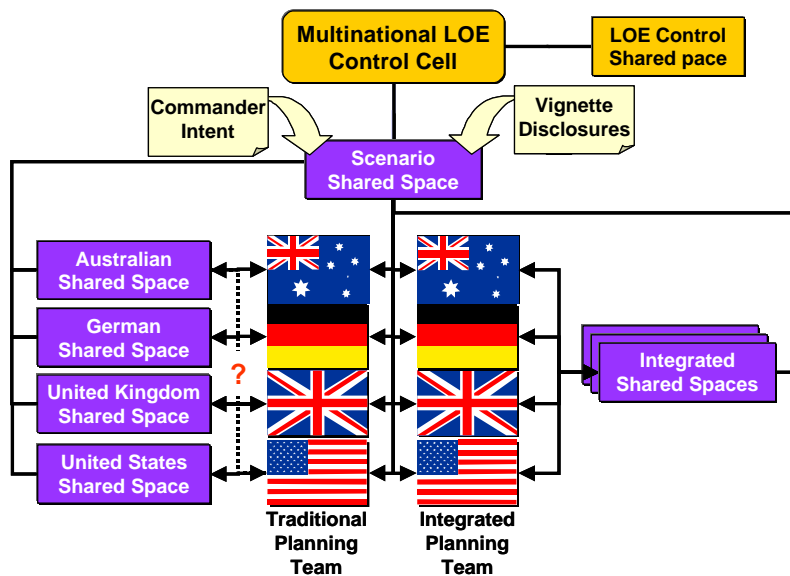 Multinational LOE
Control Cell
LOE Control
Shared pace
Commander
Intent
Vignette
Disclosures
Scenario
Shared Space
Australian
Shared Space
German
Shared Space
?
United Kingdom
Shared Space
United States
Shared Space
Integrated
Shared Spaces
Traditional
Planning
Team
Integrated
Planning
Team